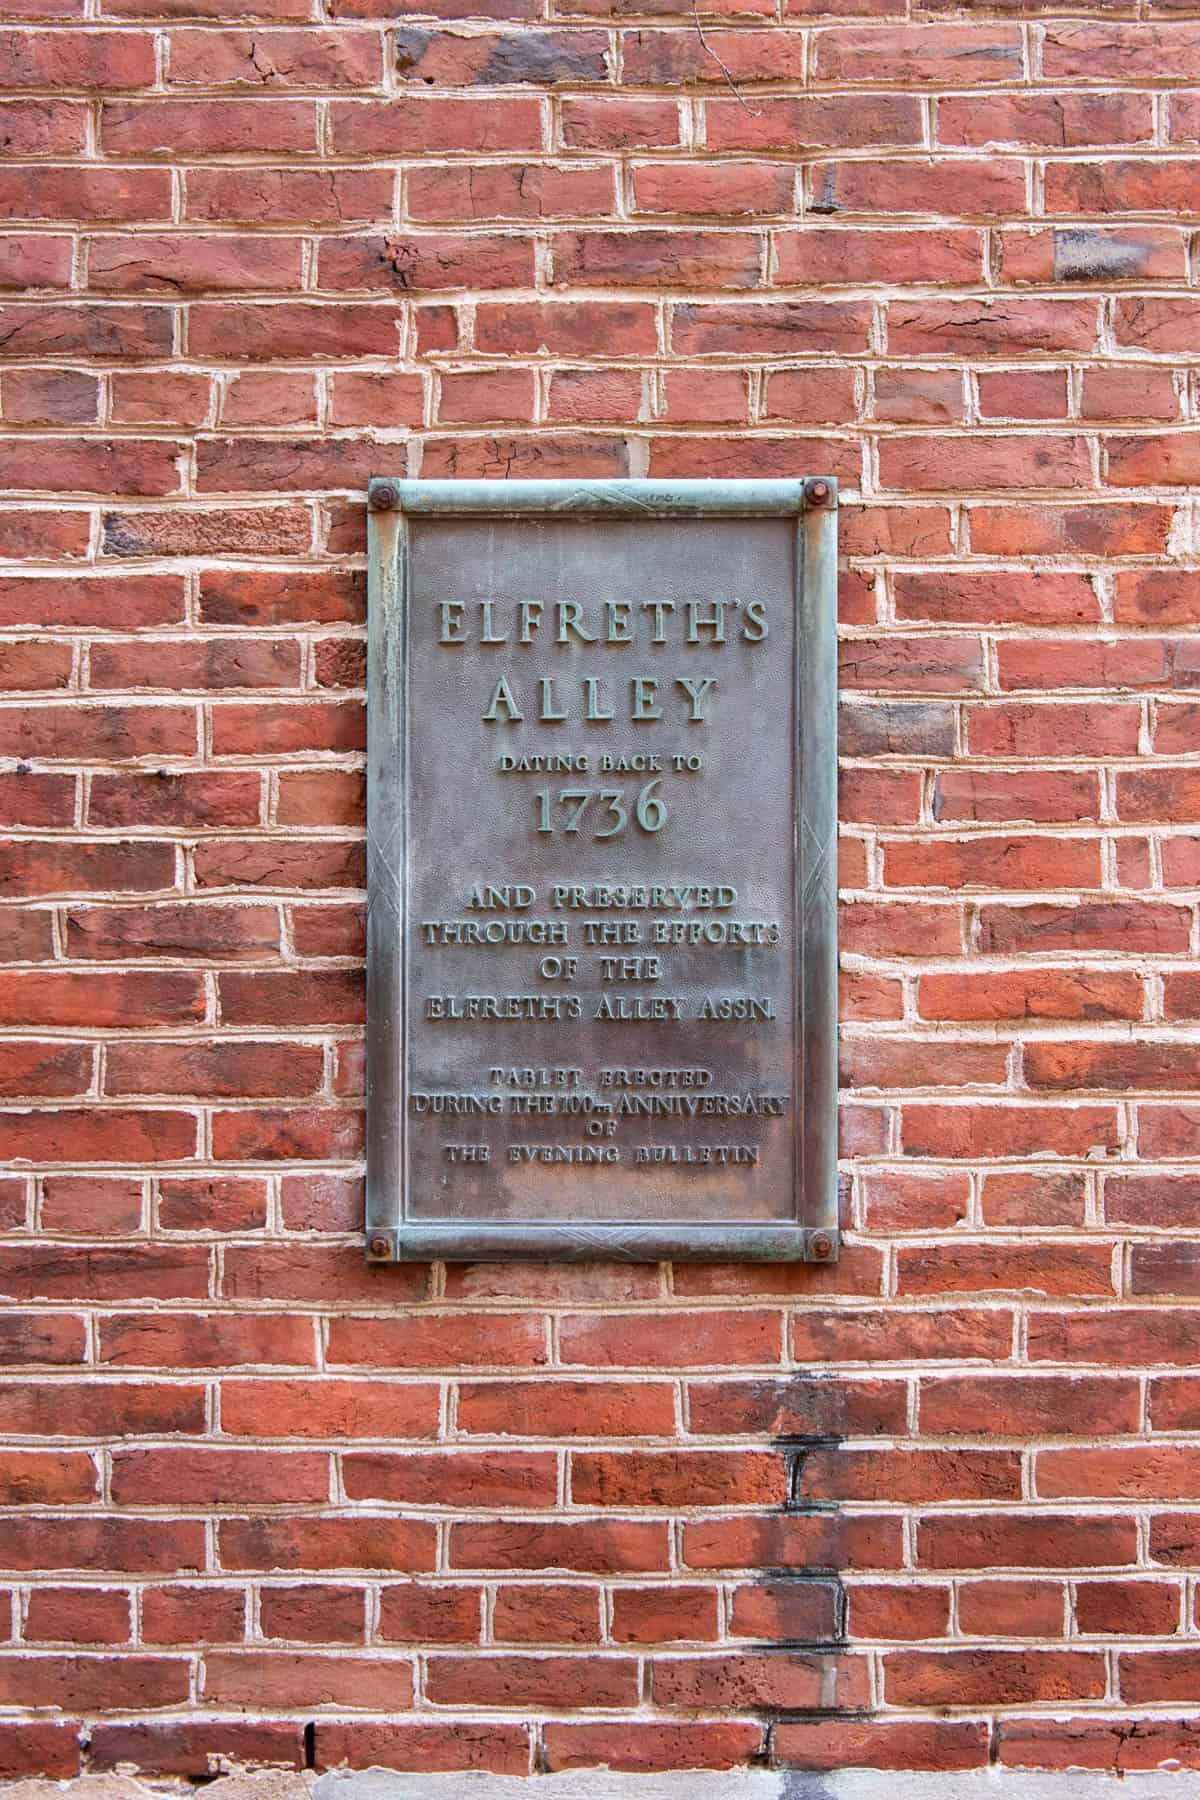 ELFRETH'S
ALLEY
DATING BACK TO
1736
AND PRESERVED
THROUGH THE EFFORTS
OF THE
ELFRETH'S ALLEY ASSN.
TABLET ERECTED
DURING THE 100TH ANNIVERSARY
OF
THE EVENING BULLETIN